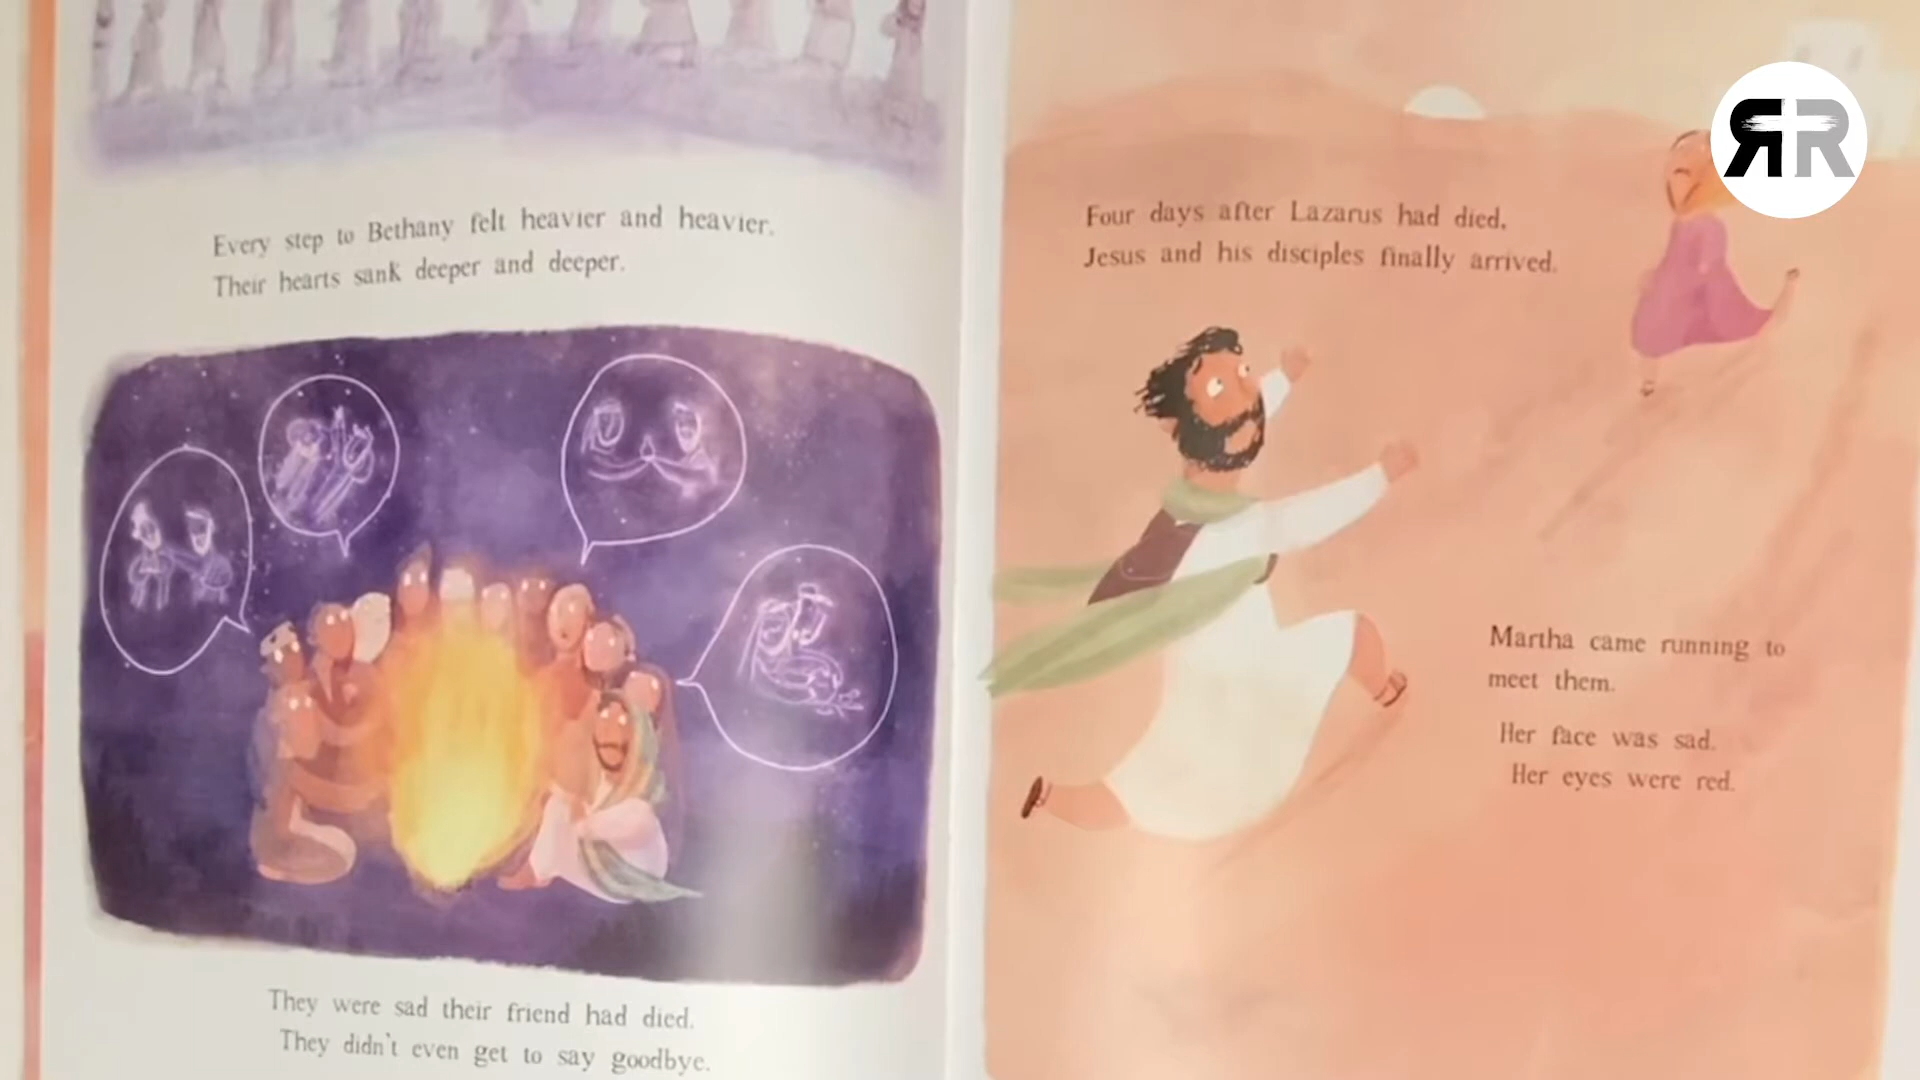 Every step to Bethany felt heavier and heavier.
Their hearts sank deeper and deeper.
They were sad their friend had died.
They didn't even get to say goodbye.
Four days after Lazarus had died,
Jesus and his disciples finally arrived.
Martha came running to
meet them.
Her face was sad.
Her eyes were red.
RR